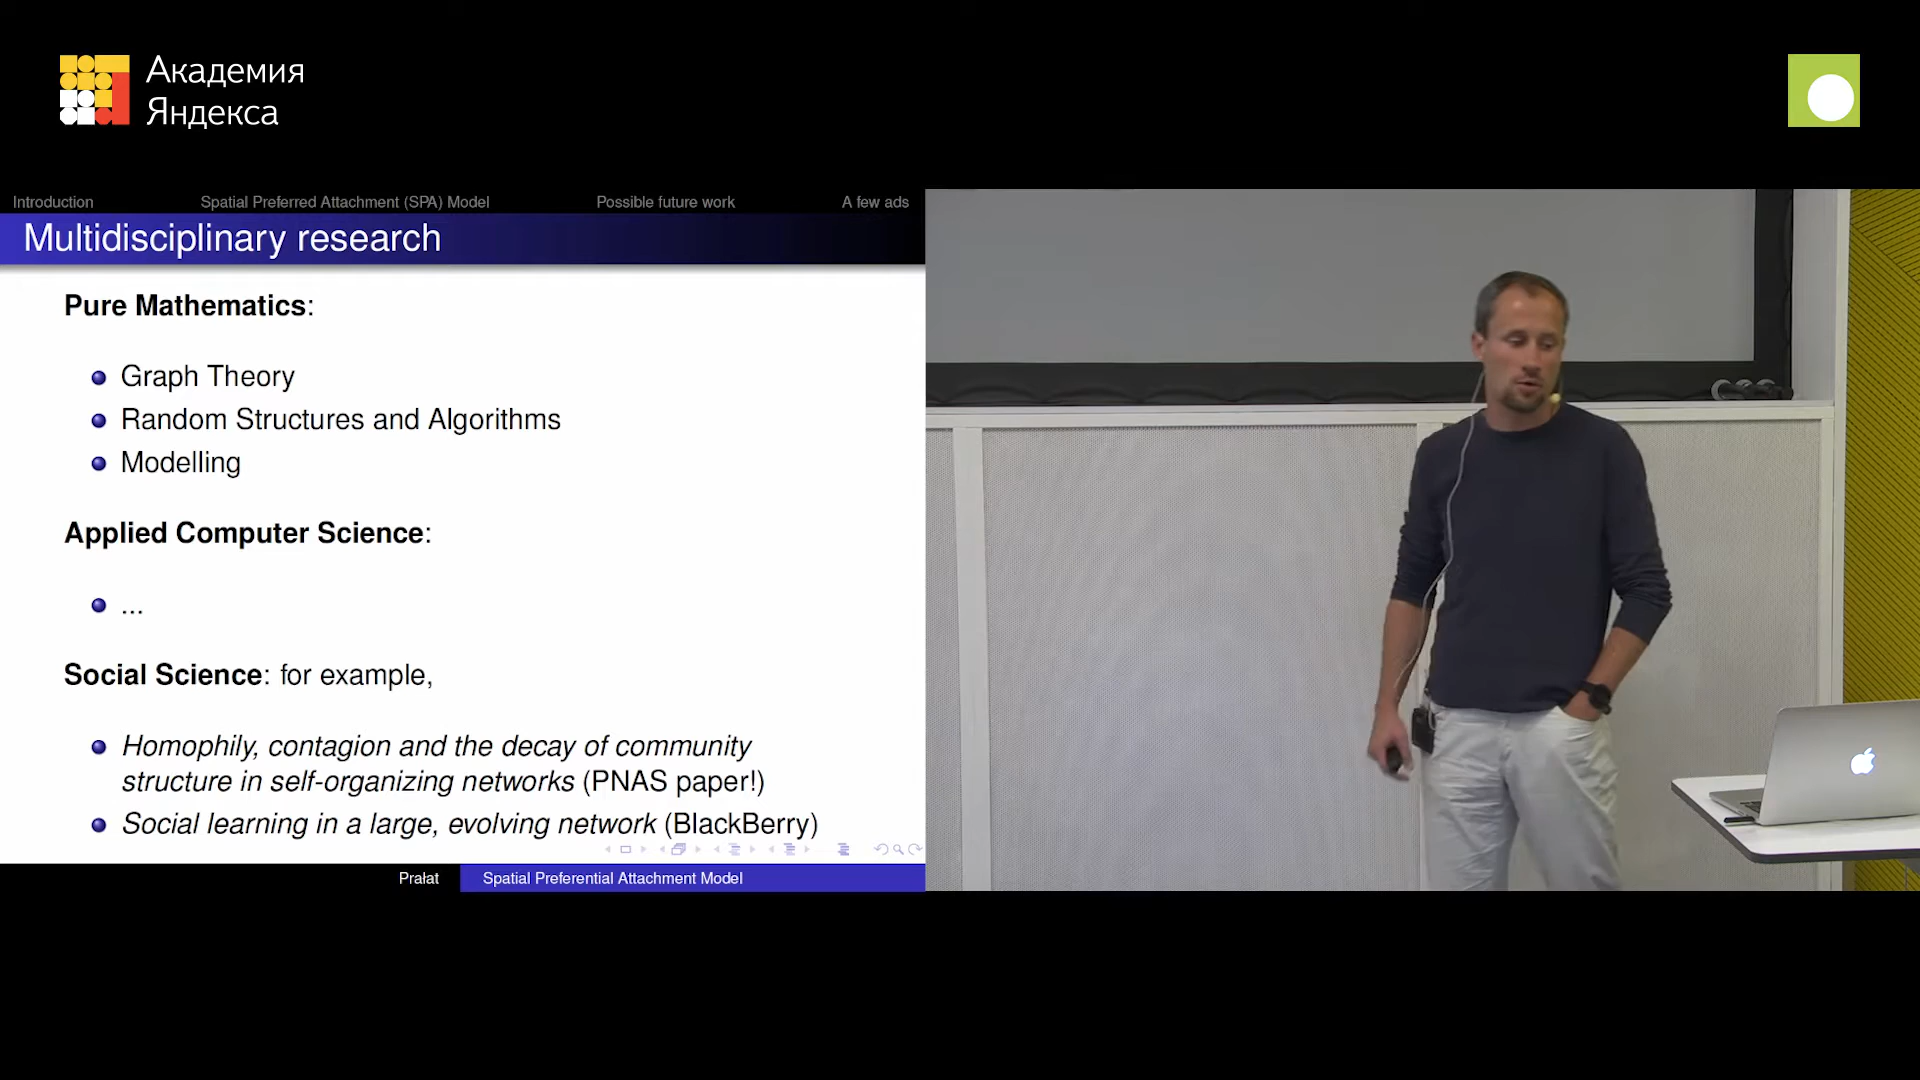 Академия
Яндекса
Introduction Spatial Preferred Attachment (SPA) Model Possible future work A few ads
Multidisciplinary research
Pure Mathematics:
Graph Theory
Random Structures and Algorithms
Modelling
Applied Computer Science:
...
Social Science: for example,
Homophily, contagion and the decay of community
structure in self-organizing networks (PNAS paper!)
Social learning in a large, evolving network (BlackBerry)
Prałat Spatial Preferential Attachment Model